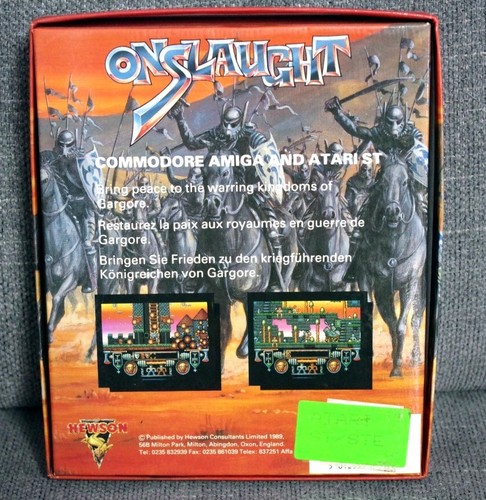 ONSLAUGHT
COMMODORE AMIGA AND ATARI ST
Bring peace to the warring kingdoms of
Gargore.
Restaurez la paix aux royaumes en guerre de
Gargore.
Bringen Sie Frieden zu den kriegführenden
Königreichen von Gargore.
HEWSON
© Published by Hewson Consultants Limited 1989.
56B Milton Park, Milton, Abingdon, Oxon, England.
Tel: 0235 832939 Fax: 0235 861039 Telex: 837251 Affa